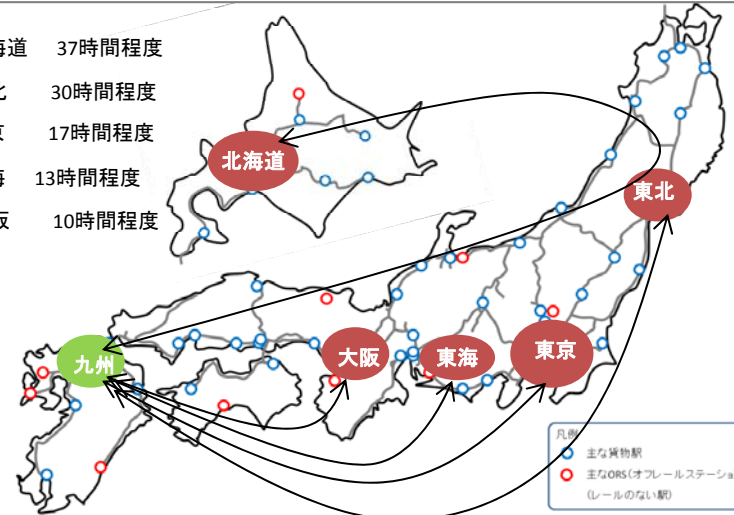 海道 37時間程度
北 30時間程度
京 17時間程度
海 13時間程度
阪 10時間程度
北海道
東北
九州
大阪
東海
東京
凡例
主な貨物駅
主なORS(オフレールステーショ
(レールのない駅)